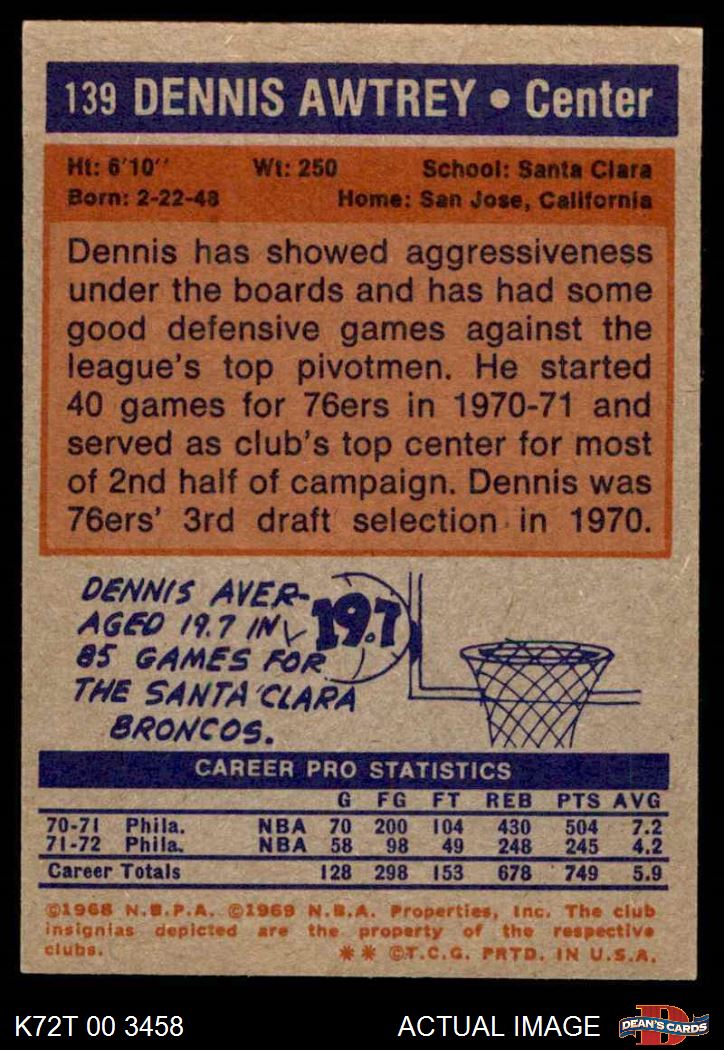 139 DENNIS AWTREY • Center
Ht: 6'10'' Wt: 250 School: Santa Clara
Born: 2-22-48 Home: San Jose, California
Dennis has showed aggressiveness
under the boards and has had some
good defensive games against the
league's top pivotmen. He started
40 games for 76ers in 1970-71 and
served as club's top center for most
of 2nd half of campaign. Dennis was
76ers' 3rd draft selection in 1970.
DENNIS AVER-
AGED 19.7 IN
85 GAMES FOR
THE SANTA CLARA
BRONCOS.
19.7
CAREER PRO STATISTICS
G FG FT REB PTS AVG
70-71 Phila. NBA 70 200 104 430 504 7.2
71-72 Phila. NBA 58 98 49 248 245 4.2
Career Totals 128 298 153 678 749 5.9
©1968 N.B.P.A. ©1969 N.B.A. Properties, Inc. The club
insignias depicted are the property of the respective
clubs. ** ©T.C.G. PRTD. IN U.S.A.
K72T 00 3458 ACTUAL IMAGE D DEAN'S CARDS